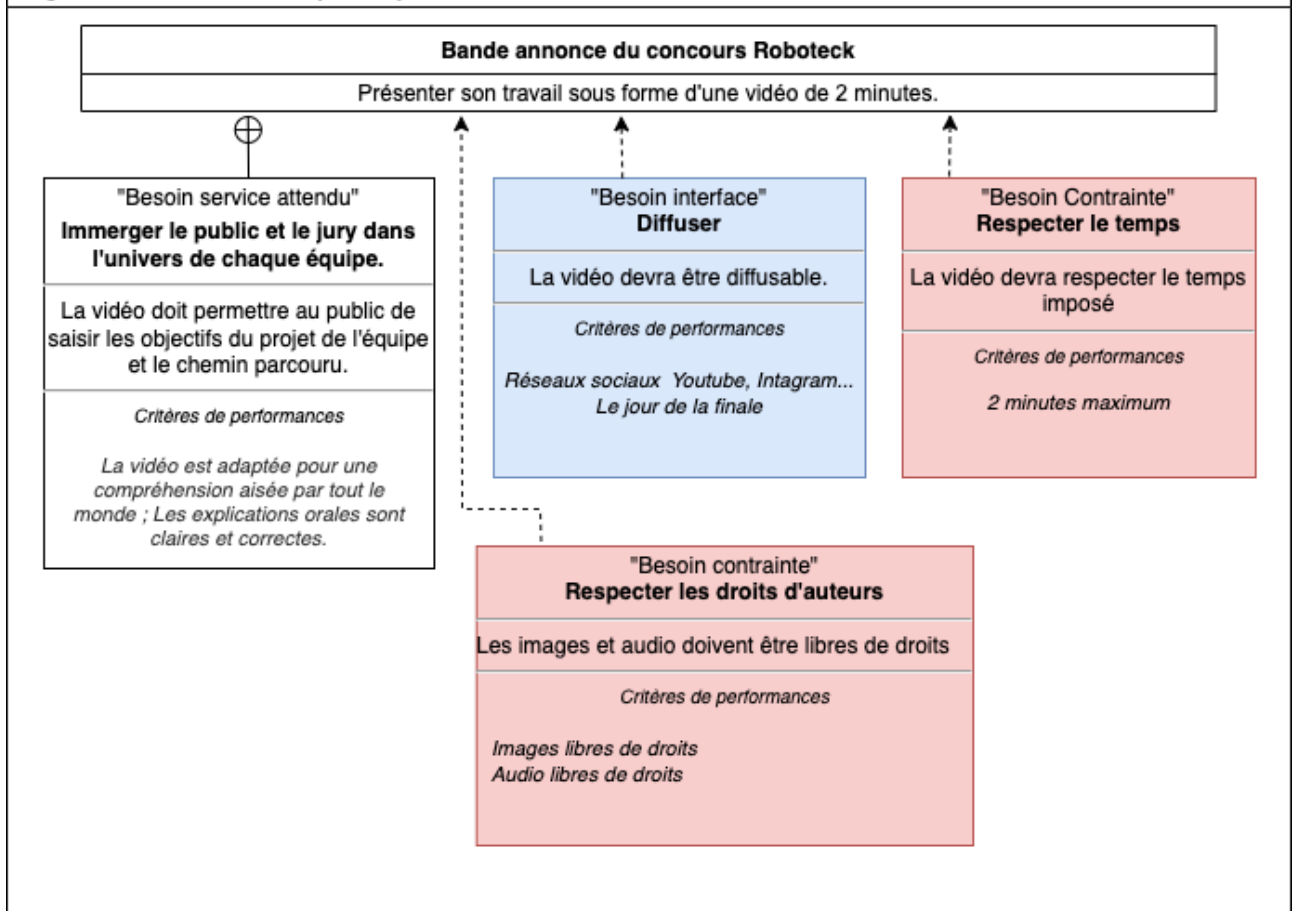 Bande annonce du concours Roboteck
Présenter son travail sous forme d'une vidéo de 2 minutes.
"Besoin service attendu"
Immerger le public et le jury dans
l'univers de chaque équipe.
La vidéo doit permettre au public de
saisir les objectifs du projet de l'équipe
et le chemin parcouru.
Critères de performances
La vidéo est adaptée pour une
compréhension aisée par tout le
monde ; Les explications orales sont
claires et correctes.
"Besoin interface"
Diffuser
La vidéo devra être diffusable.
Critères de performances
Réseaux sociaux Youtube, Intagram...
Le jour de la finale
"Besoin Contrainte"
Respecter le temps
La vidéo devra respecter le temps
imposé
Critères de performances
2 minutes maximum
"Besoin contrainte"
Respecter les droits d'auteurs
Les images et audio doivent être libres de droits
Critères de performances
Images libres de droits
Audio libres de droits